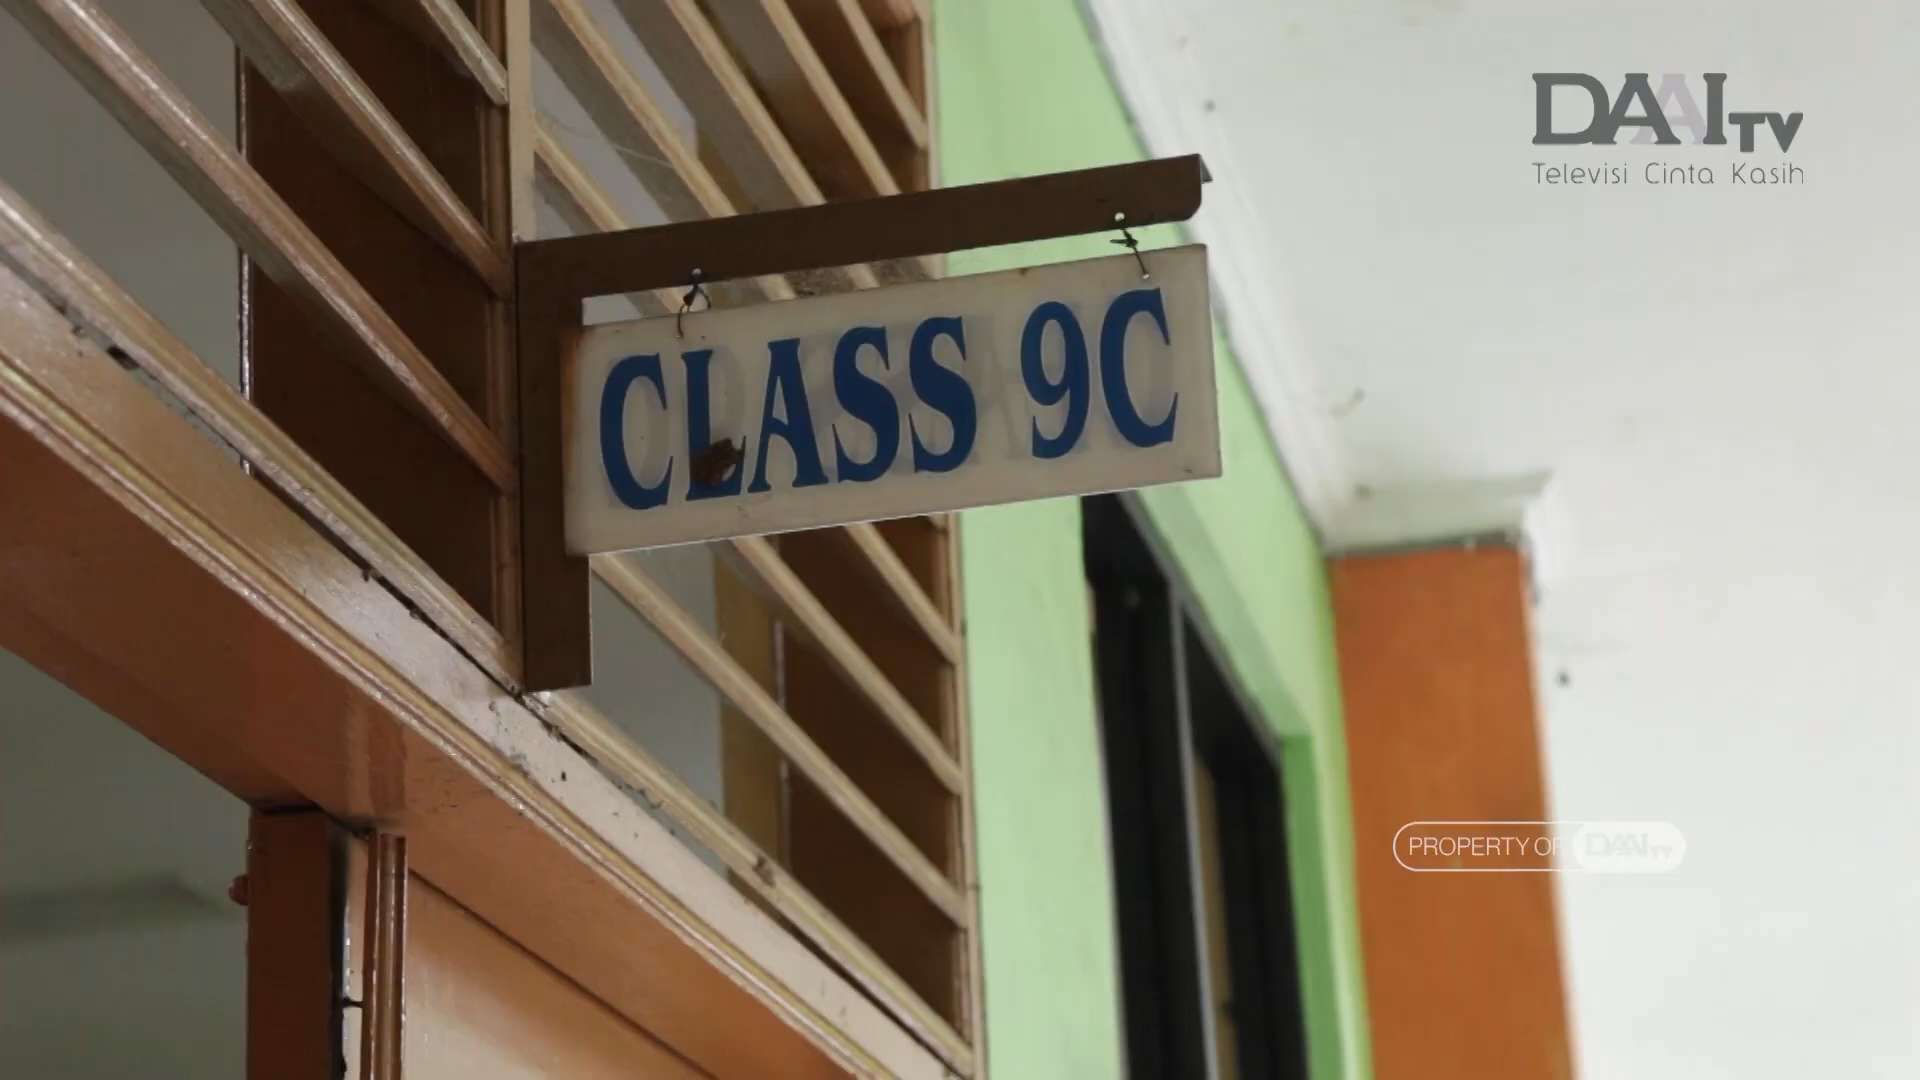 DAAI TV
Televisi Cinta Kasih
CLASS 9C
PROPERTY OF DAAI TV